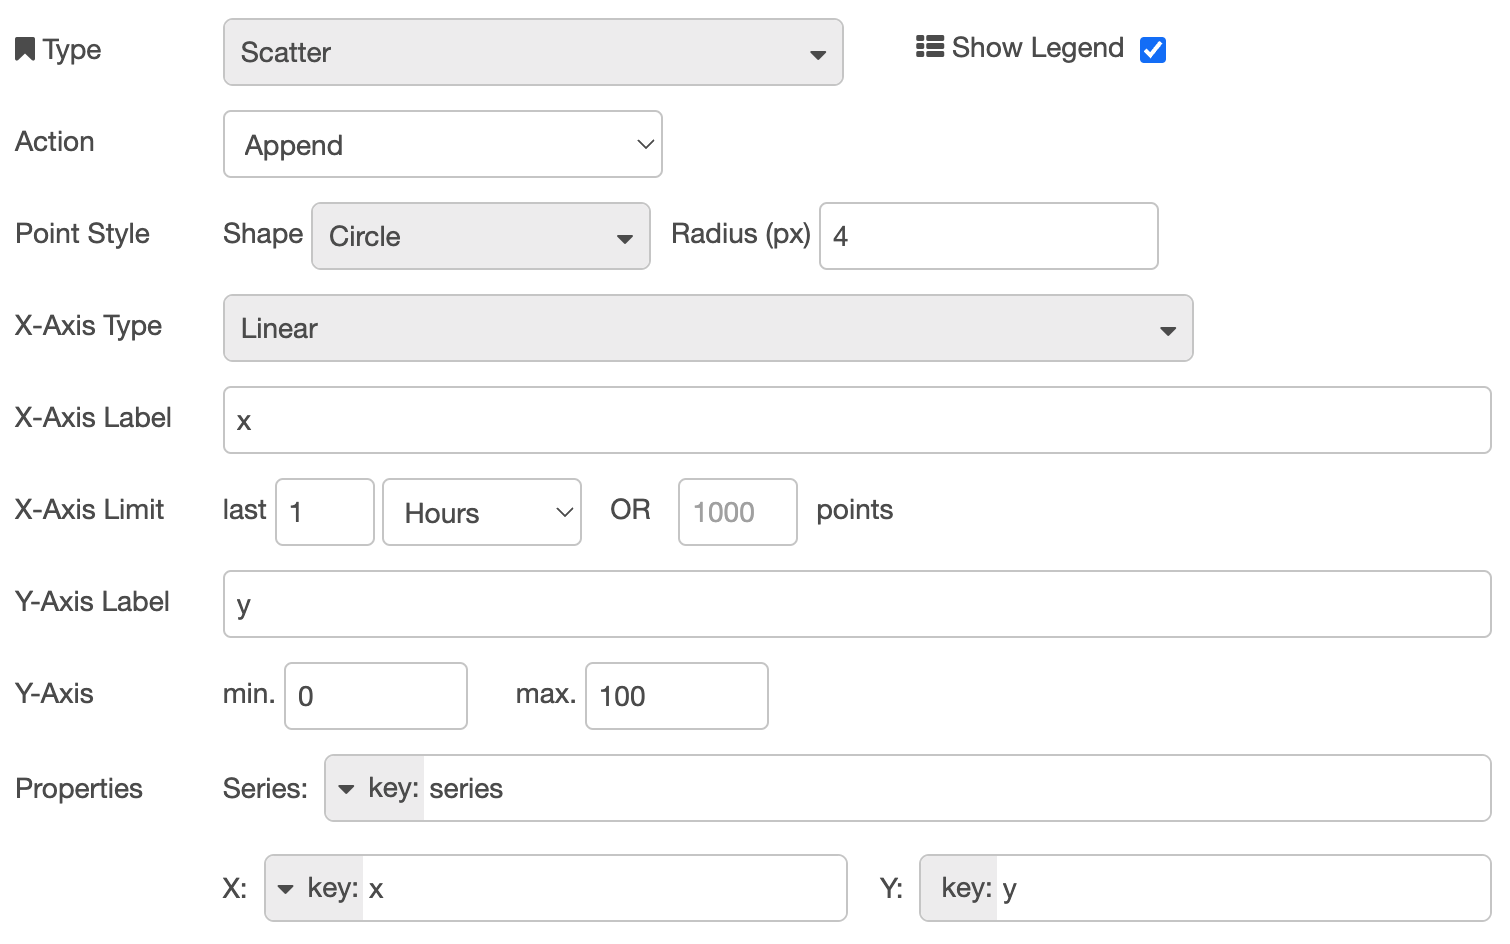 Type Scatter Show Legend
Action Append
Point Style Shape Circle Radius (px) 4
X-Axis Type Linear
X-Axis Label x
X-Axis Limit last 1 Hours OR 1000 points
Y-Axis Label y
Y-Axis min. 0 max. 100
Properties Series: key: series
X: key: x Y: key: y